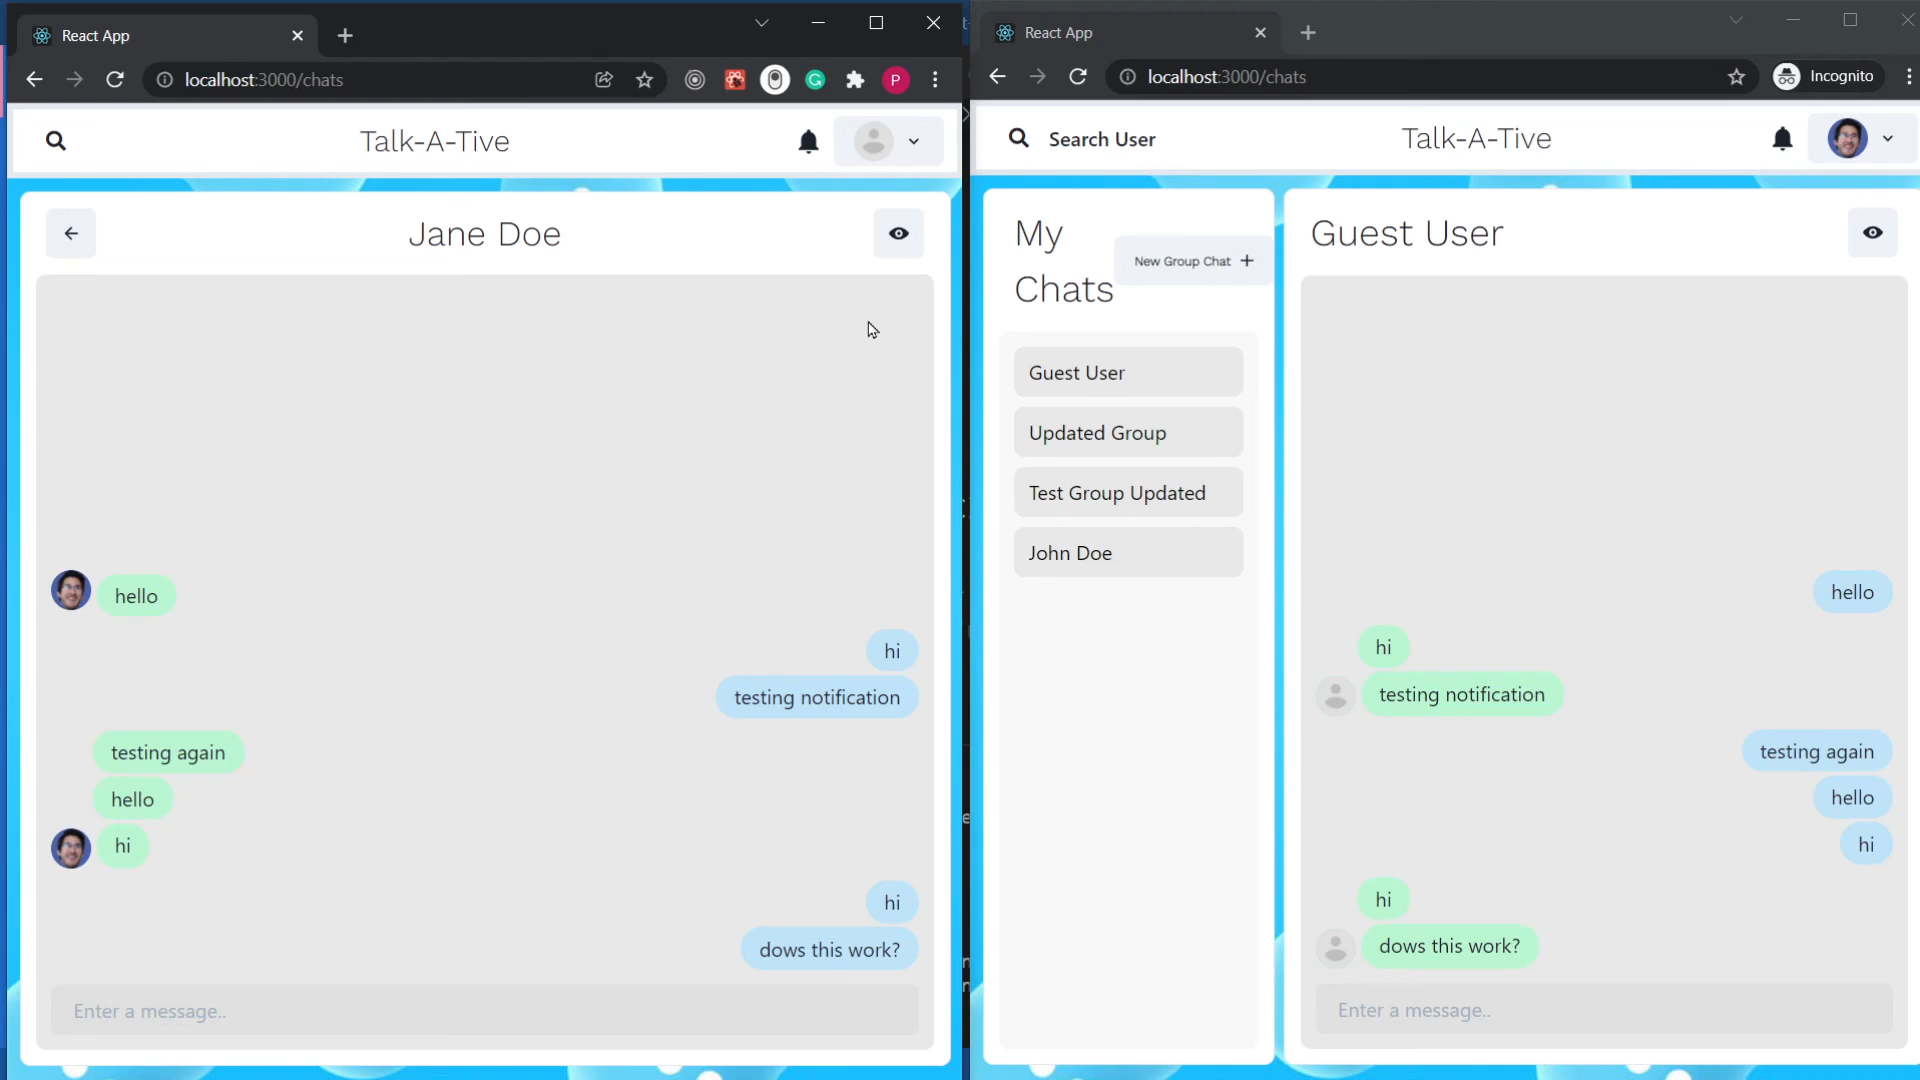 React App
localhost:3000/chats
P
Talk-A-Tive
Jane Doe
hello
hi
testing notification
testing again
hello
hi
hi
dows this work?
Enter a message..
React App
localhost:3000/chats
Incognito
Search User
Talk-A-Tive
My
Chats
New Group Chat
Guest User
Updated Group
Test Group Updated
John Doe
Guest User
hello
hi
testing notification
testing again
hello
hi
hi
dows this work?
Enter a message..